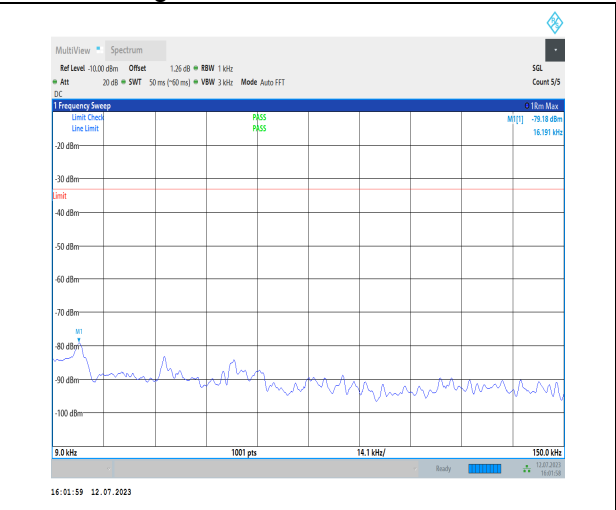 MultiView * Spectrum
Ref Level -10.00 dBm Offset 1.26 dB RBW 1 kHz SGL
Att 20 dB SWT 50 ms (~60 ms) VBW 3 kHz Mode Auto FFT Count 5/5
DC
1 Frequency Sweep 1Rm Max
Limit Check PASS M1[1] -79.18 dBm
Line Limit PASS 16.191 kHz
-20 dBm
-30 dBm
Limit
-40 dBm
-50 dBm
-60 dBm
-70 dBm
M1
-80 dBm
-90 dBm
-100 dBm
9.0 kHz 1001 pts 14.1 kHz/ 150.0 kHz
Ready 12.07.2023
16:01:58
16:01:59 12.07.2023